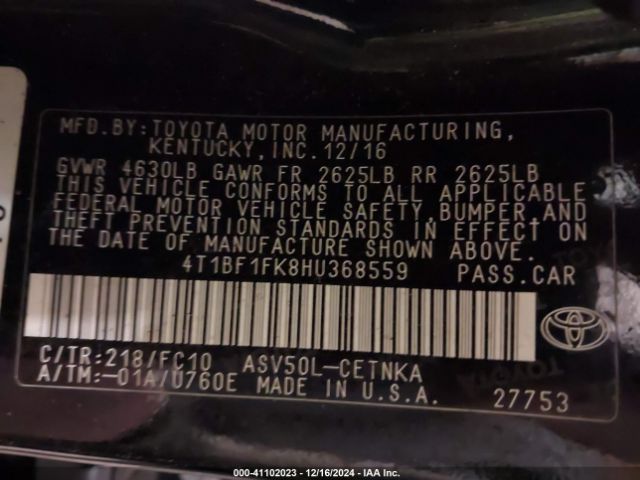 MFD.BY:TOYOTA MOTOR MANUFACTURING,
KENTUCKY,INC.12/16
GVWR 4630LB GAWR FR 2625LB RR 2625LB
THIS VEHICLE CONFORMS TO ALL APPLICABLE
FEDERAL MOTOR VEHICLE SAFETY,BUMPER,AND
THEFT PREVENTION STANDARDS IN EFFECT ON
THE DATE OF MANUFACTURE SHOWN ABOVE.
4T1BF1FK8HU368559 PASS.CAR
C/TR:218/FC10 ASV50L-CETNKA
A/TM:-01A/U760E MADE IN U.S.A. 27753
000-41102023 - 12/16/2024 - IAA Inc.